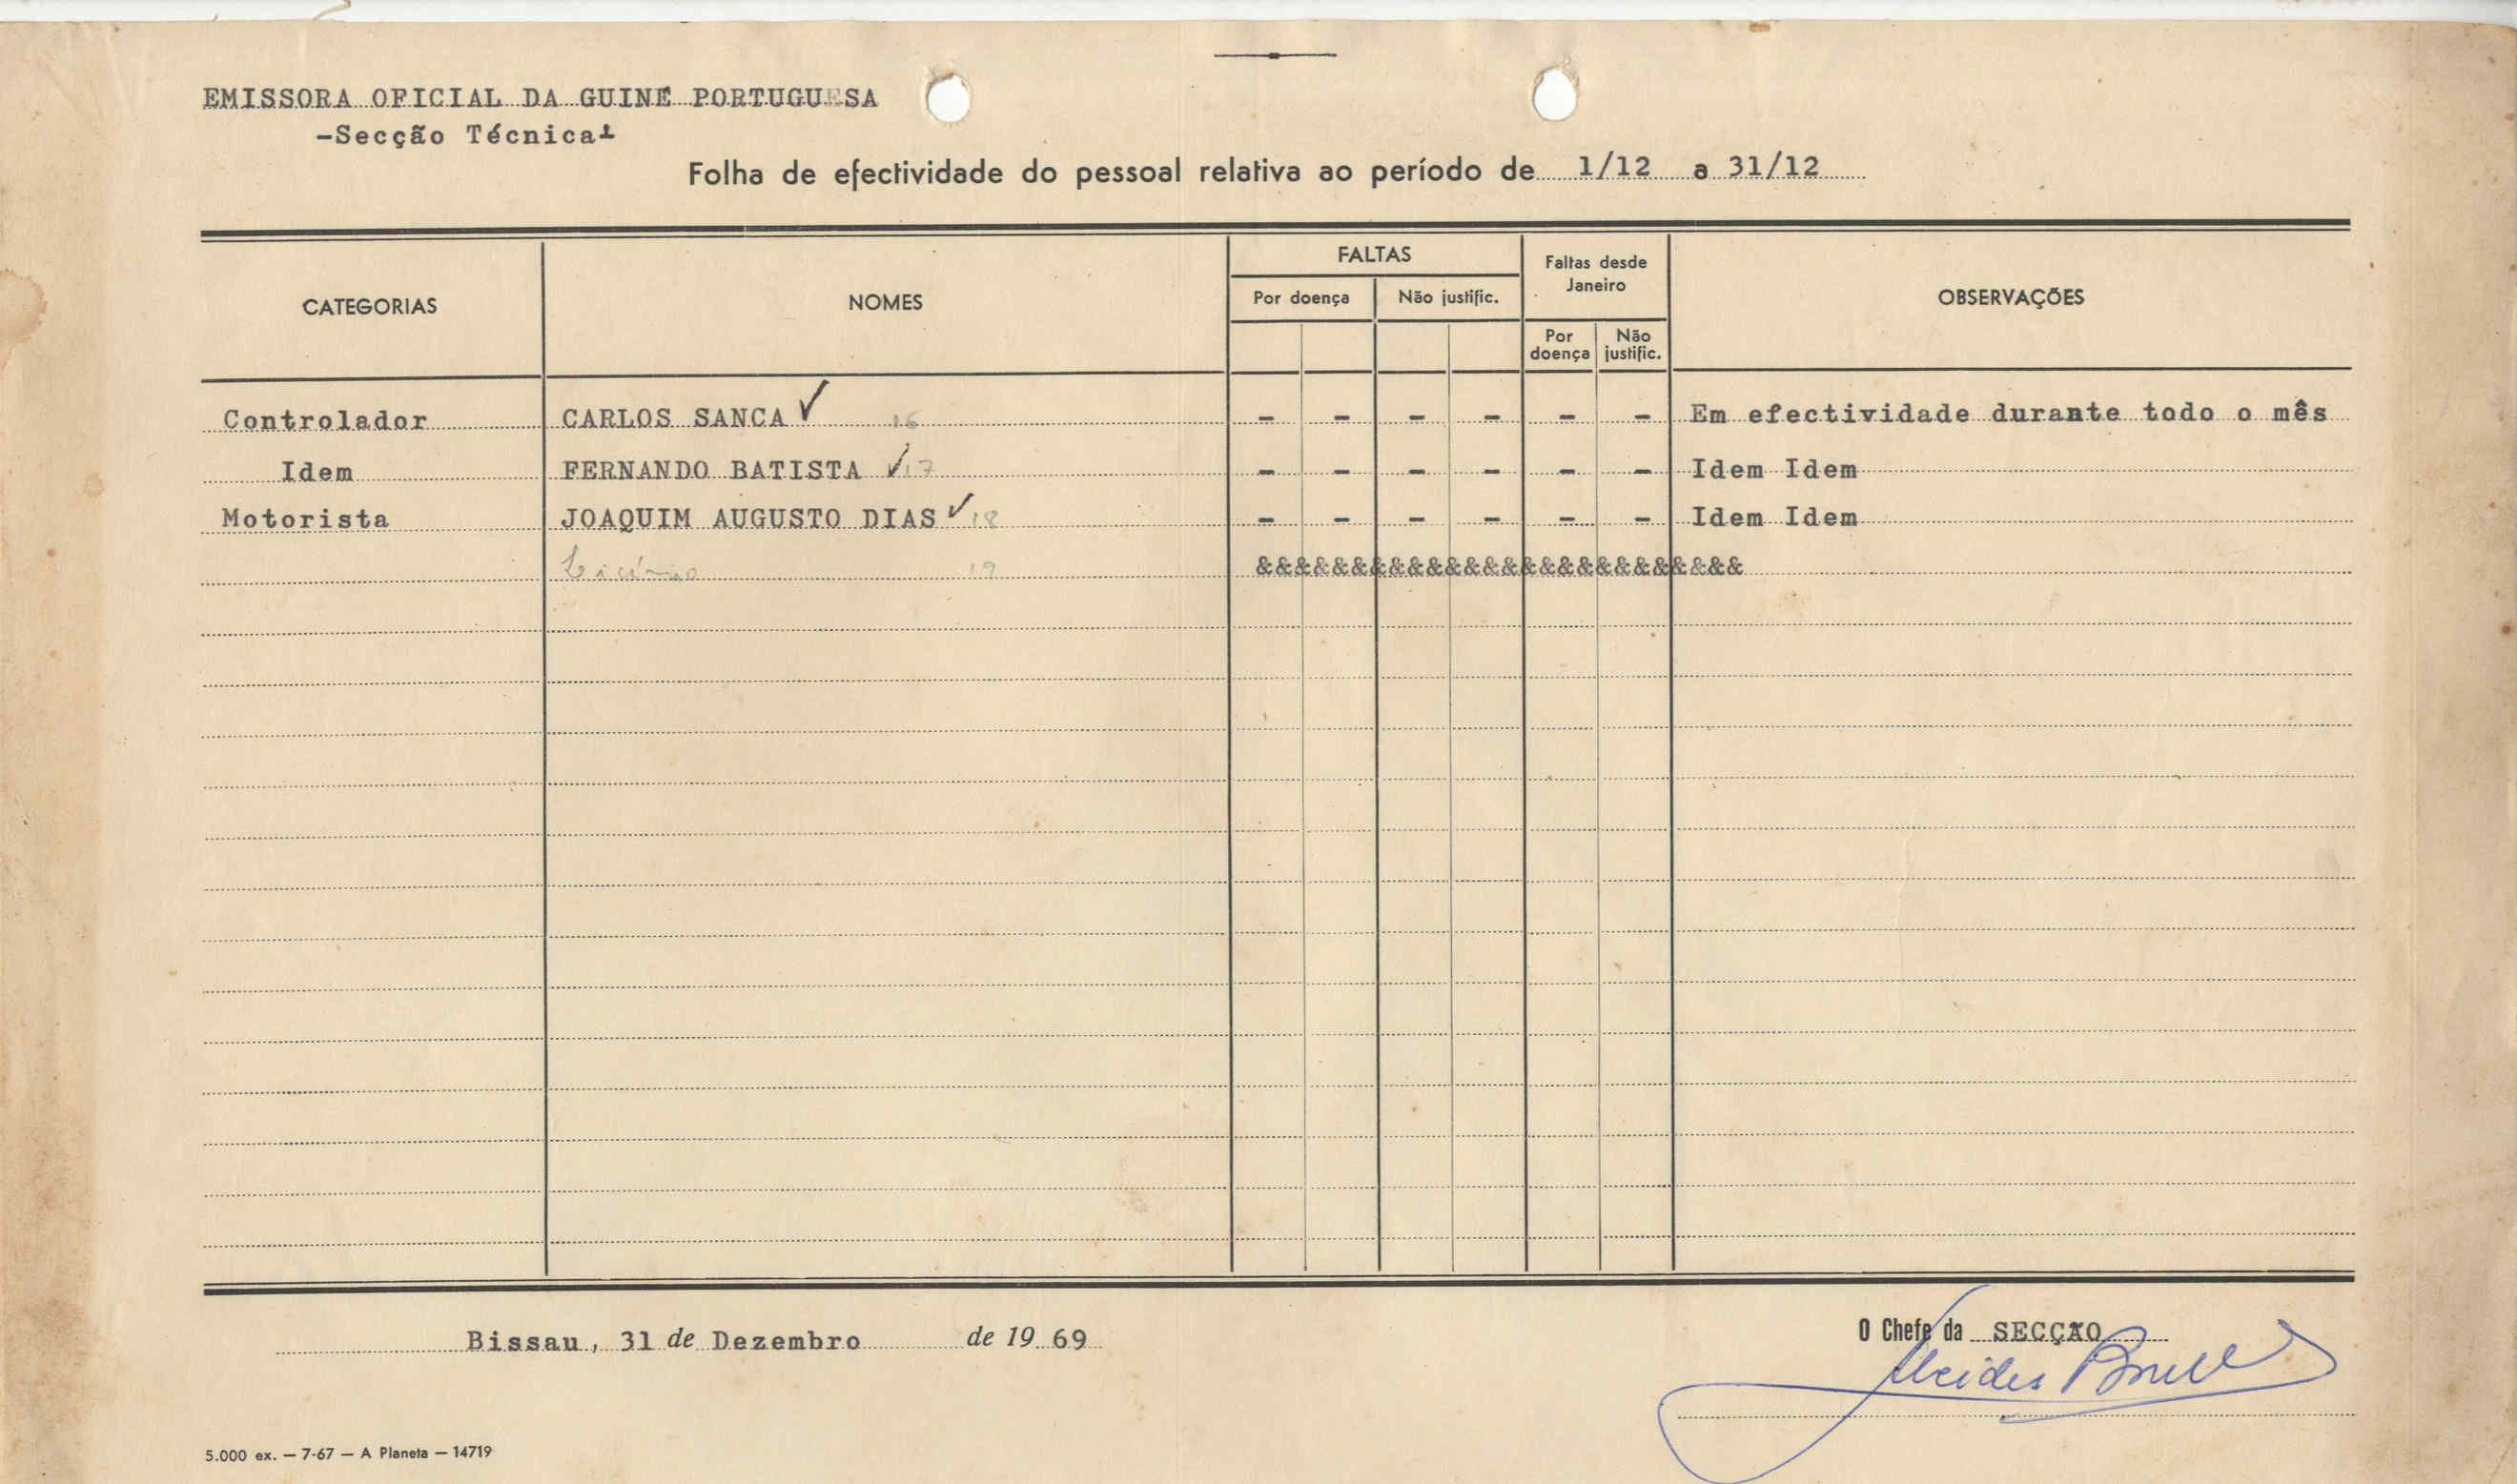 EMISSORA OFICIAL DA GUINÉ PORTUGUESA
-Secção Técnica-
Folha de efectividade do pessoal relativa ao período de 1/12 a 31/12
CATEGORIAS NOMES FALTAS Faltas desde Janeiro OBSERVAÇÕES
Por doença Não justific. Por doença Não justific.
Controlador CARLOS SANCA ✓ 16 - - - - - - Em efectividade durante todo o mês
Idem FERNANDO BATISTA ✓ 17 - - - - - - Idem Idem
Motorista JOAQUIM AUGUSTO DIAS ✓ 18 - - - - - - Idem Idem
19 &&&&&&&&&&&&&&&&&&&&&&&&&&
Bissau, 31 de Dezembro de 19 69
O Chefe da SECÇÃO
5.000 ex. — 7-67 — A Planeta — 14719